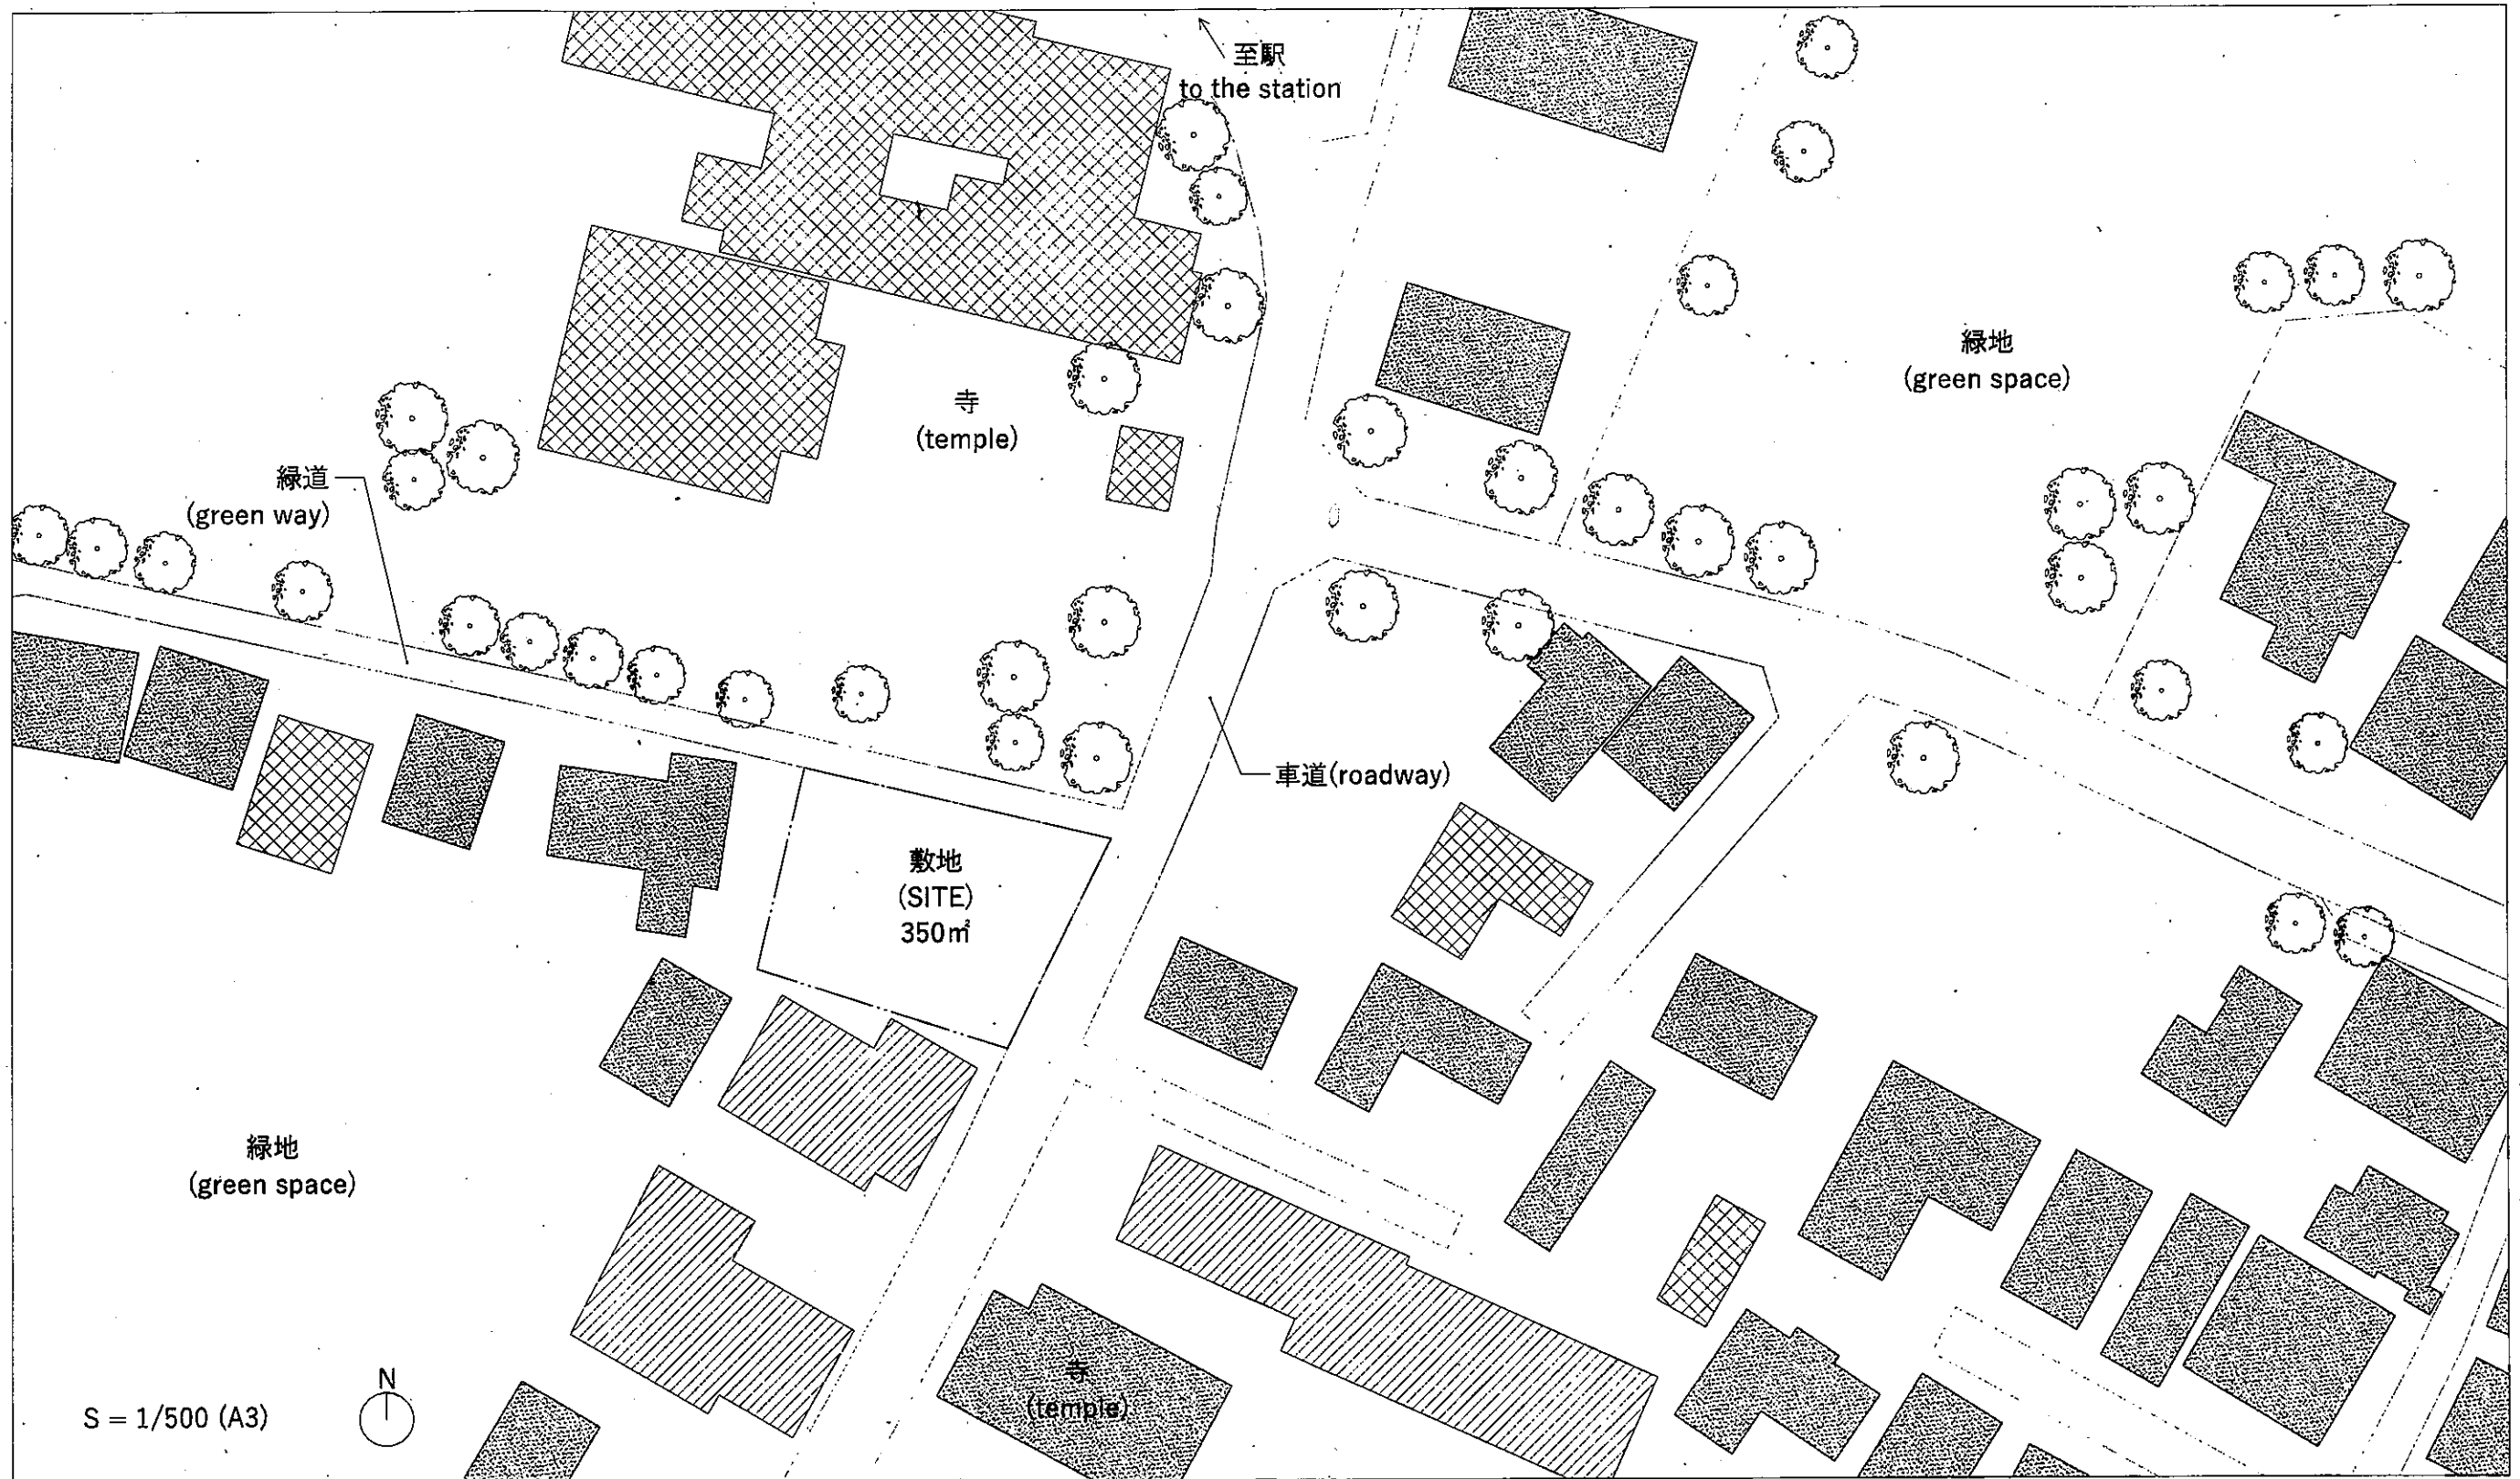 至駅
to the station
緑地
(green space)
寺
(temple)
緑道
(green way)
車道(roadway)
敷地
(SITE)
350㎡
緑地
(green space)
寺
(temple)
N
S = 1/500 (A3)